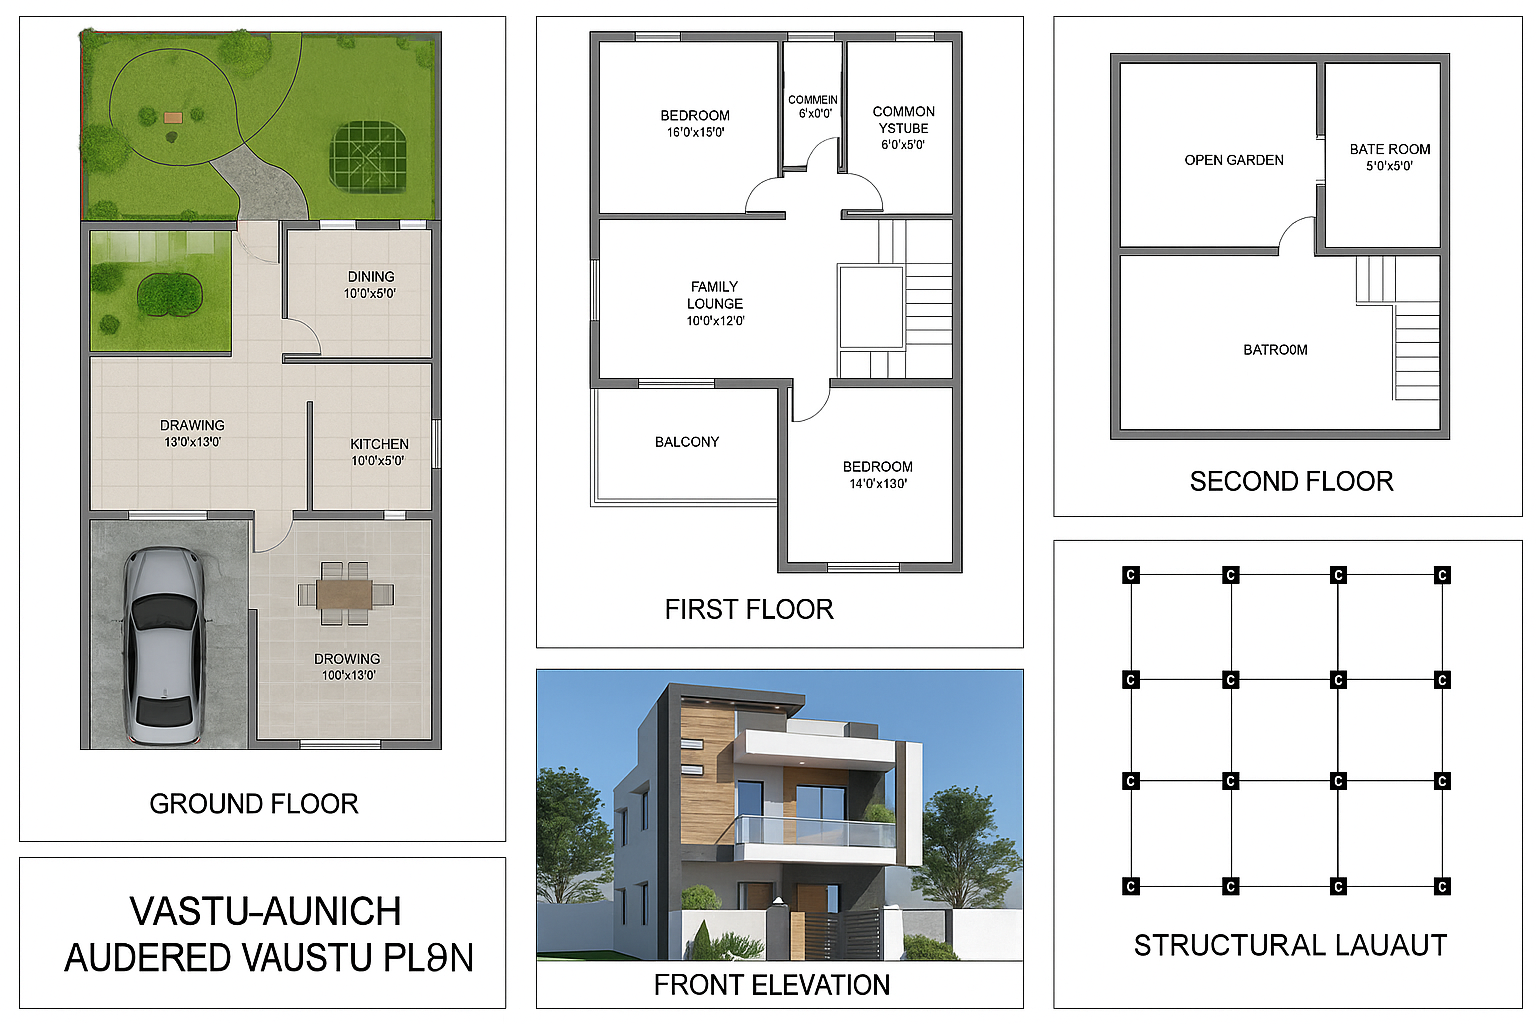 DINING
10'0'x5'0'
DRAWING
13'0'x13'0'
KITCHEN
10'0'x5'0'
DROWING
100'x13'0'
GROUND FLOOR
VASTU-AUNICH
AUDERED VAUSTU PLƏN
BEDROOM
16'0'x15'0'
COMMEIN
6'x0'0'
COMMON
YSTUBE
6'0'x5'0'
FAMILY
LOUNGE
10'0'x12'0'
BALCONY
BEDROOM
14'0'x130'
FIRST FLOOR
FRONT ELEVATION
OPEN GARDEN
BATE ROOM
5'0'x5'0'
BATRO0M
SECOND FLOOR
C C C C
C C C C
C C C C
C C C C
STRUCTURAL LAUAUT